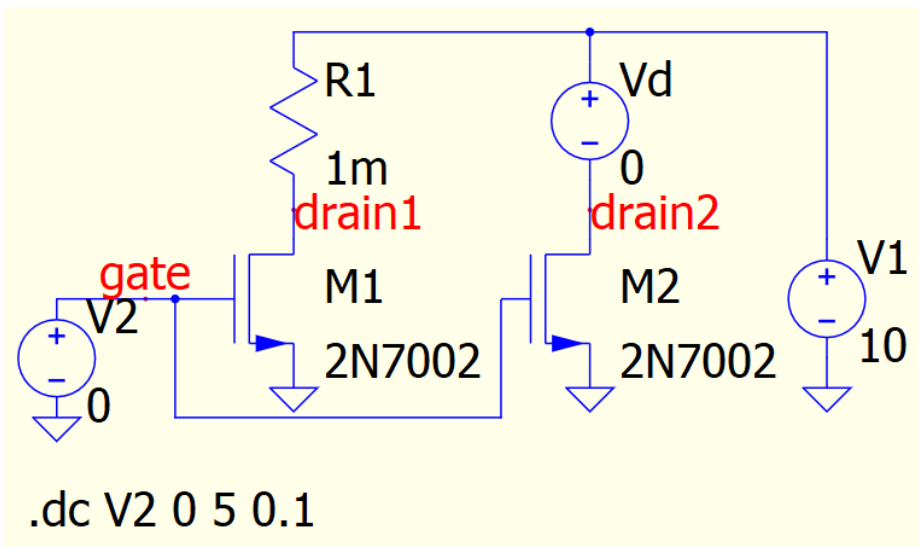 R1
1m
drain1
Vd
0
drain2
gate
V2
0
M1
2N7002
M2
2N7002
V1
10
.dc V2 0 5 0.1